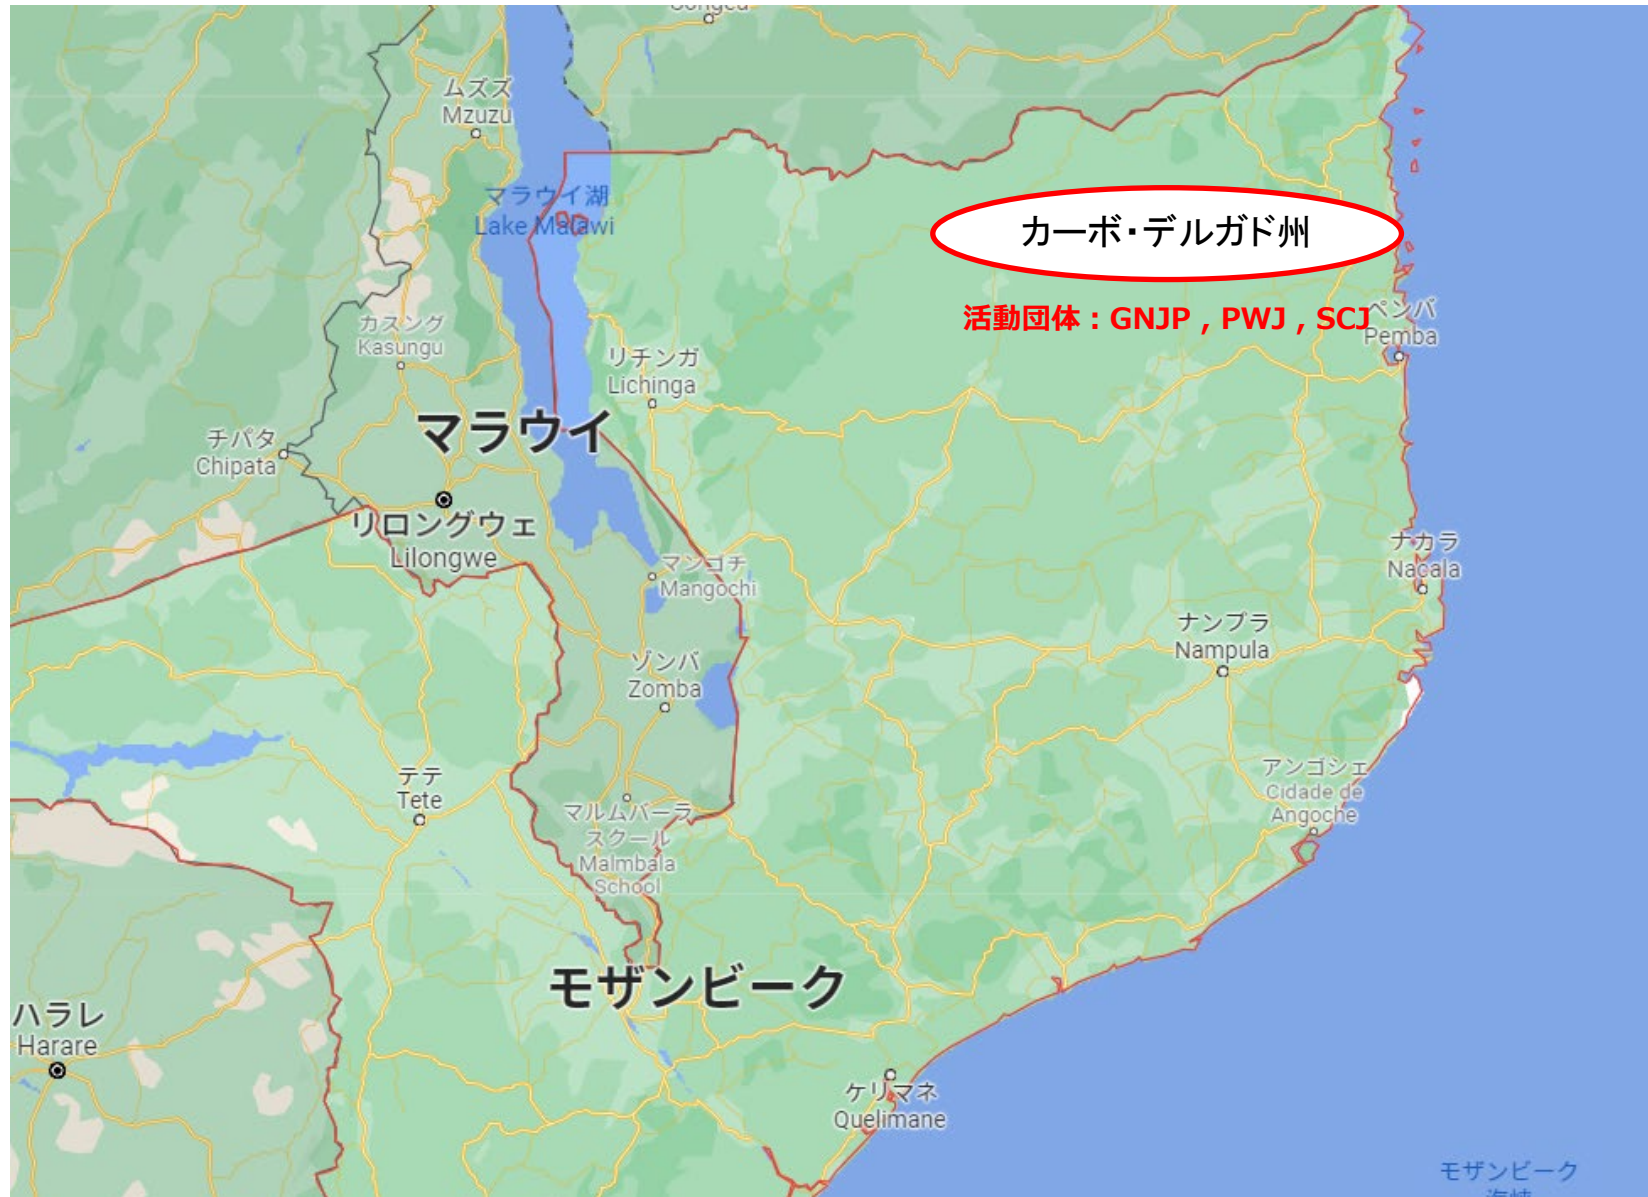 Songea
ムズズ
Mzuzu
マラウイ湖
Lake Malawi
カーボ・デルガド州
活動団体：GNJP , PWJ , SCJ
ペンバ
Pemba
カスング
Kasungu
リチンガ
Lichinga
マラウイ
チパタ
Chipata
リロングウェ
Lilongwe
マンゴチ
Mangochi
ナカラ
Nacala
ナンプラ
Nampula
ゾンバ
Zomba
テテ
Tete
アンゴシェ
Cidade de
Angoche
マルムバーラ
スクール
Malmbala
School
モザンビーク
ハラレ
Harare
ケリマネ
Quelimane
モザンビーク
海峡